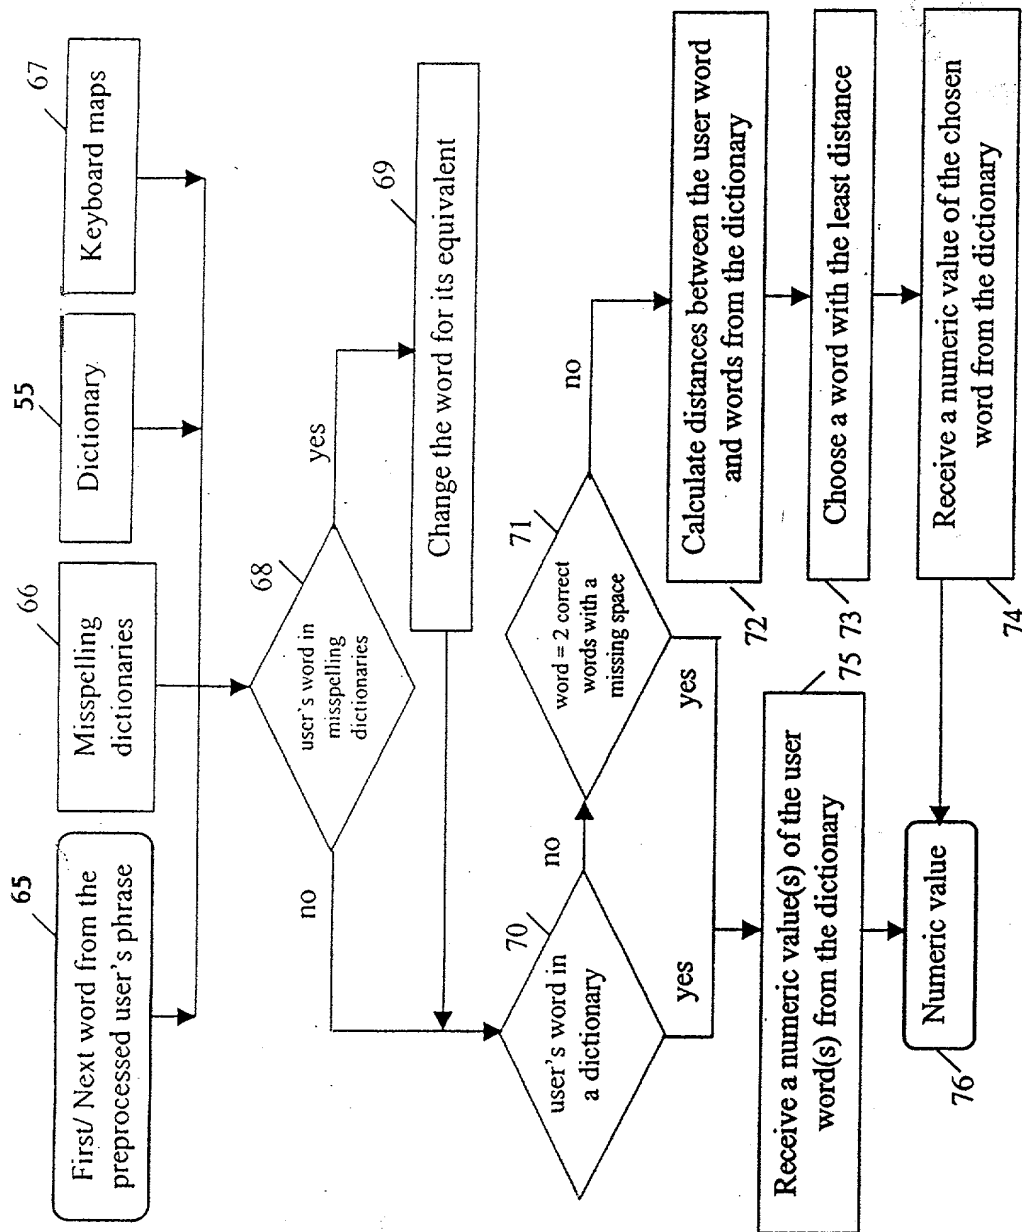 65
First/ Next word from the
preprocessed user's phrase
66
Misspelling
dictionaries
55
Dictionary
67
Keyboard maps
68
user's word in
misspelling
dictionaries
yes
no
69
Change the word for its equivalent
70
user's word in
a dictionary
no
yes
71
word = 2 correct
words with a
missing space
no
yes
72
Calculate distances between the user word
and words from the dictionary
73
Choose a word with the least distance
74
Receive a numeric value of the chosen
word from the dictionary
75
Receive a numeric value(s) of the user
word(s) from the dictionary
76
Numeric value